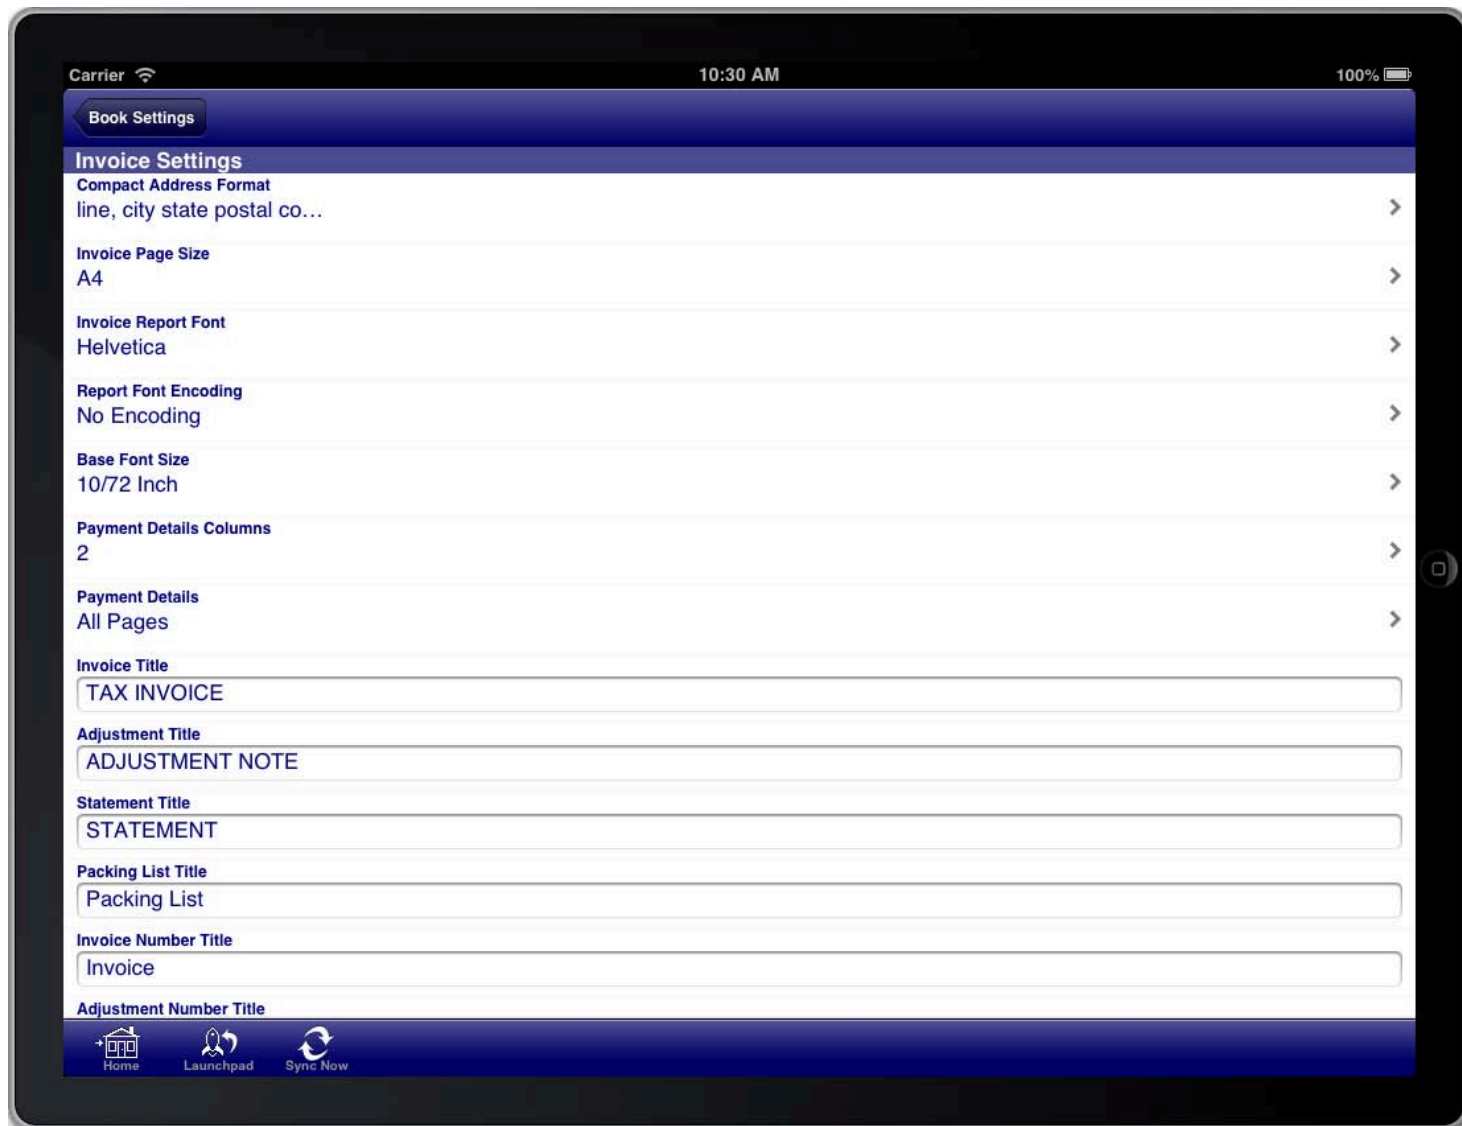 Carrier
10:30 AM
100%
Book Settings
Invoice Settings
Compact Address Format
line, city state postal co…
Invoice Page Size
A4
Invoice Report Font
Helvetica
Report Font Encoding
No Encoding
Base Font Size
10/72 Inch
Payment Details Columns
2
Payment Details
All Pages
Invoice Title
TAX INVOICE
Adjustment Title
ADJUSTMENT NOTE
Statement Title
STATEMENT
Packing List Title
Packing List
Invoice Number Title
Invoice
Adjustment Number Title
Home
Launchpad
Sync Now